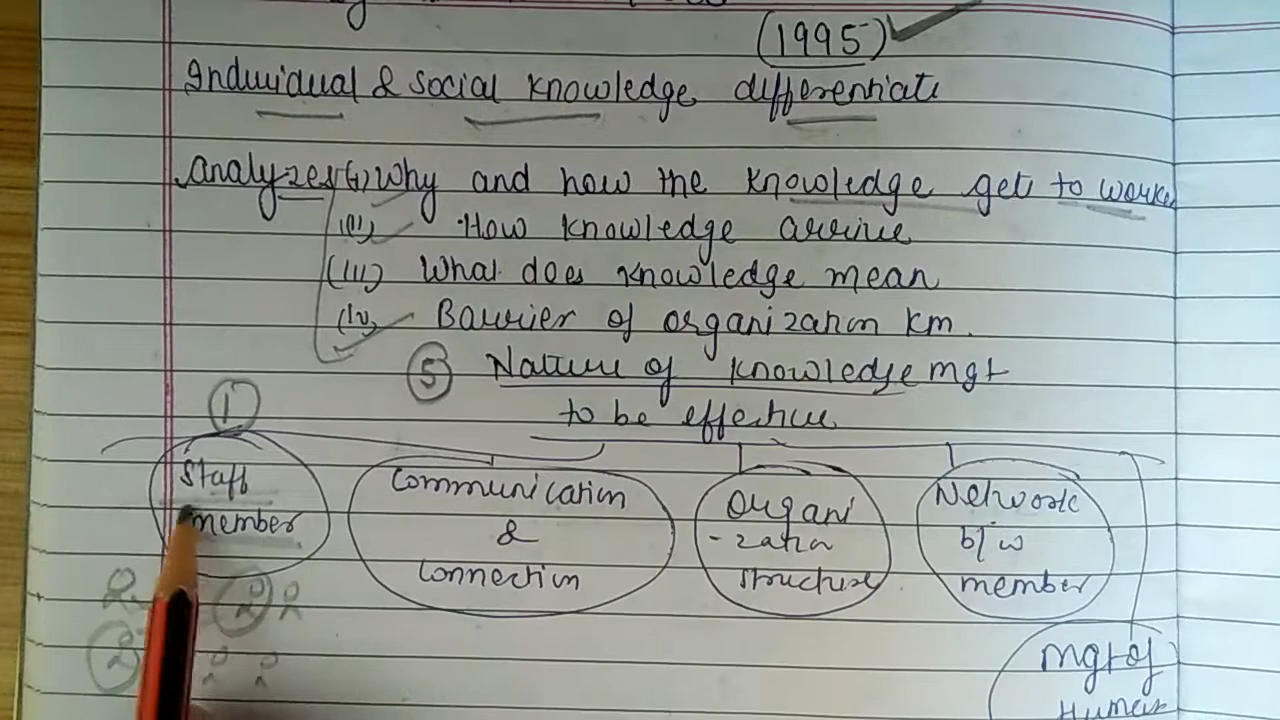 (1995)
Individual & social knowledge differentiate
Analyzes (i) Why and how the knowledge gets to worke
(ii) How knowledge arrive
(iii) What does knowledge mean
(iv) Barrier of organization km.
5 Nature of knowledge mgt
to be effective
1
Staff
member
Communication
&
Connection
Organi
-zation
structure
Network
b/w
member
mgt of
Human